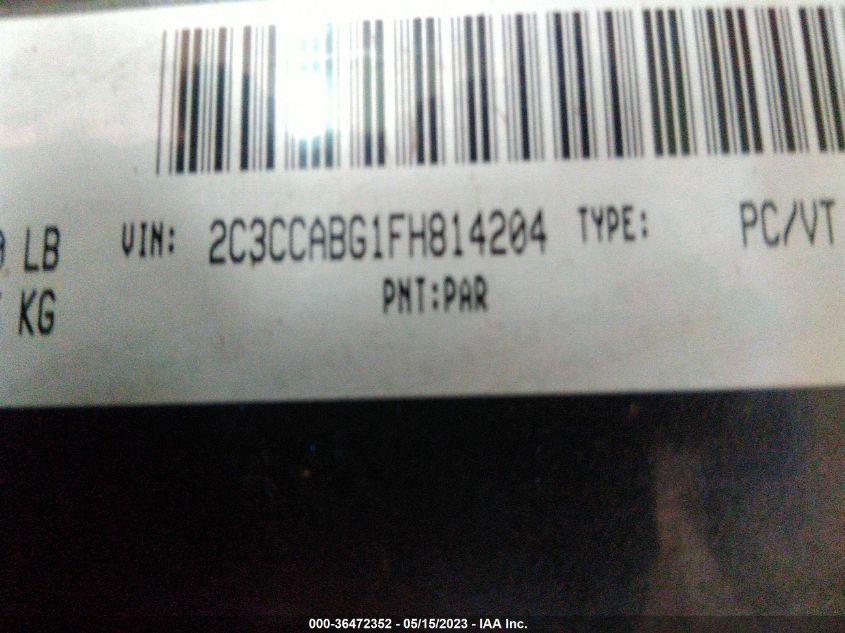 LB VIN: 2C3CCABG1FH814204 TYPE: PC/VT
KG PNT:PAR
000-36472352 - 05/15/2023 - IAA Inc.